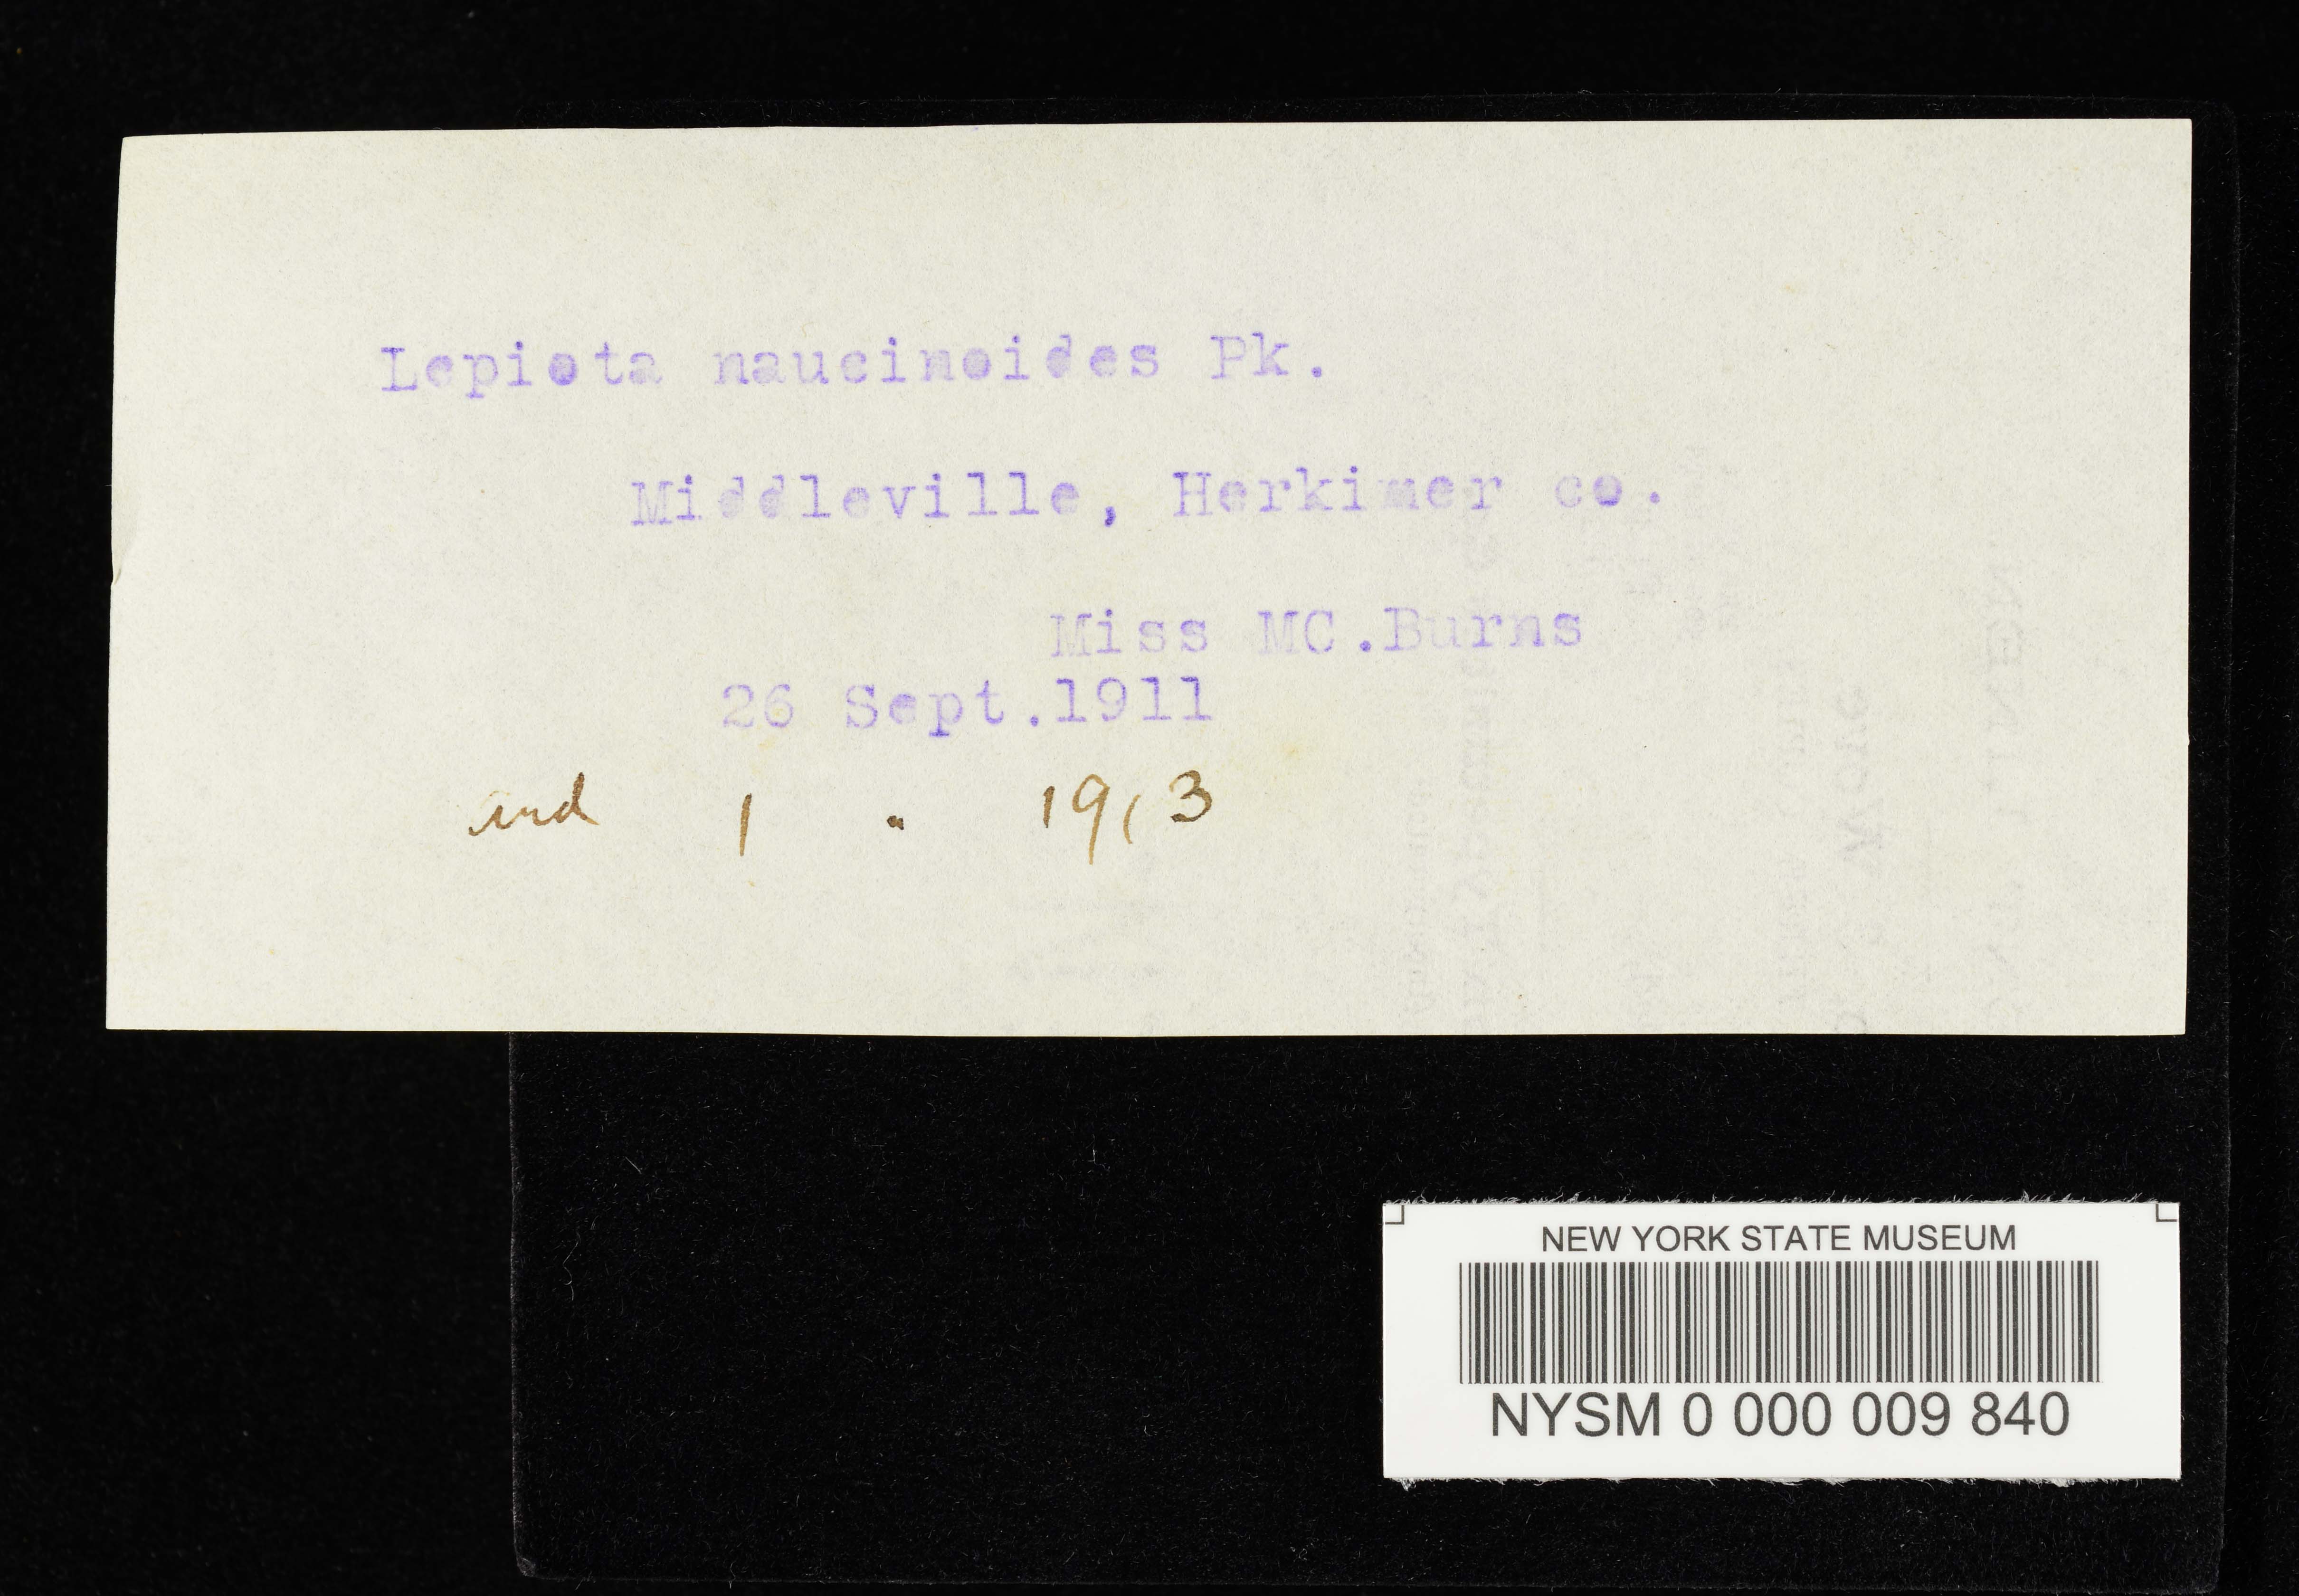 Lepiota naucinoides Pk.
Middleville, Herkimer co.
Miss MC.Burns
26 Sept.1911
and 1 " 1913
NEW YORK STATE MUSEUM
NYSM 0 000 009 840